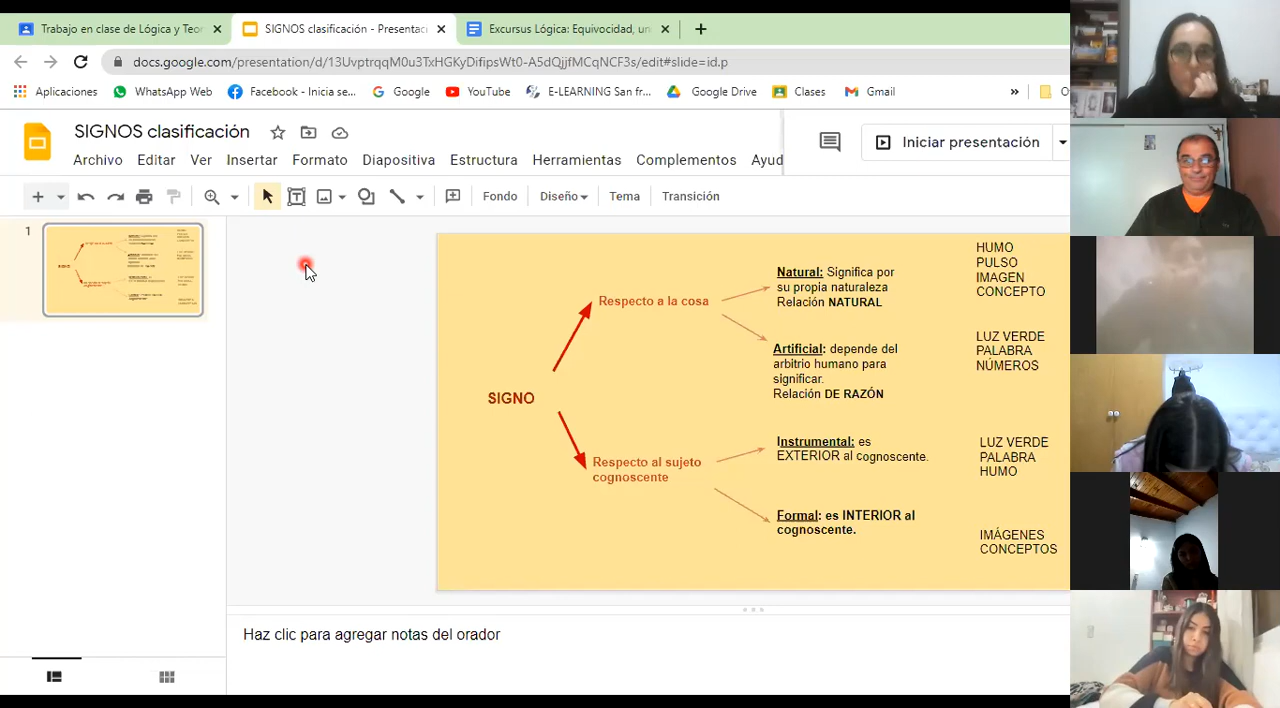 Trabajo en clase de Lógica y Teor
SIGNOS clasificación - Presentac
Excursus Lógica: Equivocidad, un
docs.google.com/presentation/d/13UvptrqqM0u3TxHGKyDifipsWt0-A5dQjjfMCqNCF3s/edit#slide=id.p
Aplicaciones
WhatsApp Web
Facebook - Inicia se...
Google
YouTube
E-LEARNING San fr...
Google Drive
Clases
Gmail
»
SIGNOS clasificación
Archivo Editar Ver Insertar Formato Diapositiva Estructura Herramientas Complementos Ayud
Iniciar presentación
Fondo Diseño Tema Transición
1
SIGNO
Respecto a la cosa
Natural: Significa por
su propia naturaleza
Relación NATURAL
HUMO
PULSO
IMAGEN
CONCEPTO
Artificial: depende del
arbitrio humano para
significar.
Relación DE RAZÓN
LUZ VERDE
PALABRA
NÚMEROS
Respecto al sujeto
cognoscente
Instrumental: es
EXTERIOR al cognoscente.
LUZ VERDE
PALABRA
HUMO
Formal: es INTERIOR al
cognoscente.
IMÁGENES
CONCEPTOS
Haz clic para agregar notas del orador